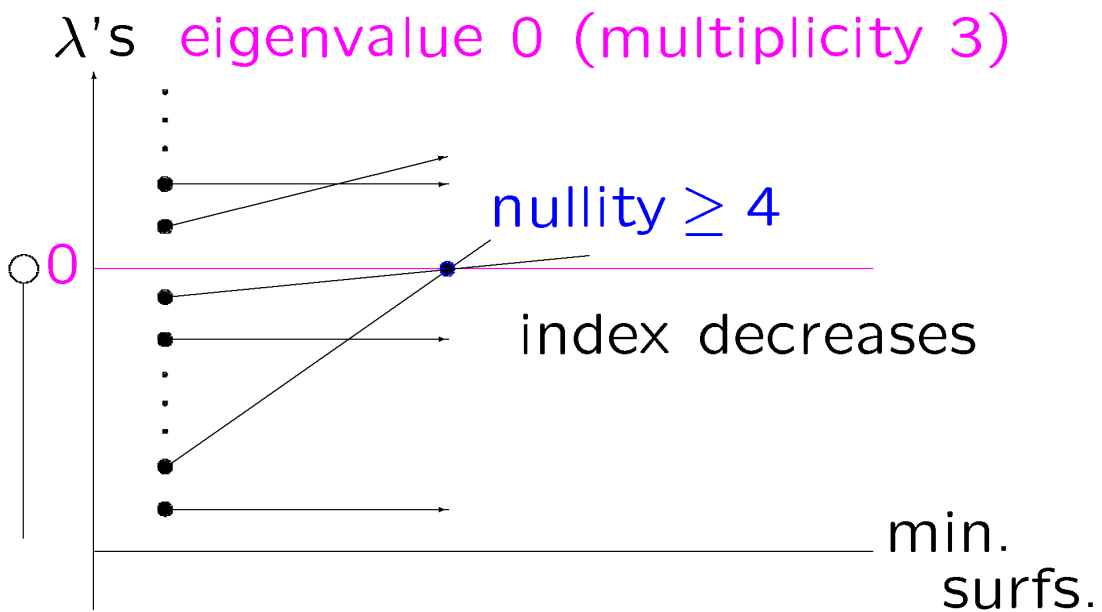 λ's eigenvalue 0 (multiplicity 3)
nullity ≥ 4
0
index decreases
min.
surfs.